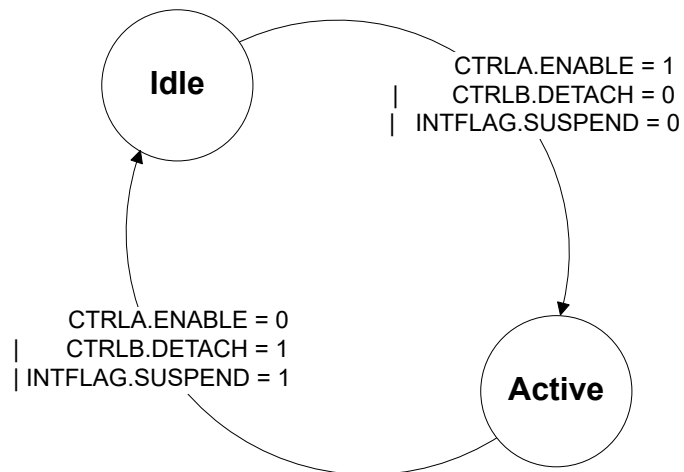 Idle
CTRLA.ENABLE = 1
| CTRLB.DETACH = 0
| INTFLAG.SUSPEND = 0
CTRLA.ENABLE = 0
| CTRLB.DETACH = 1
| INTFLAG.SUSPEND = 1
Active